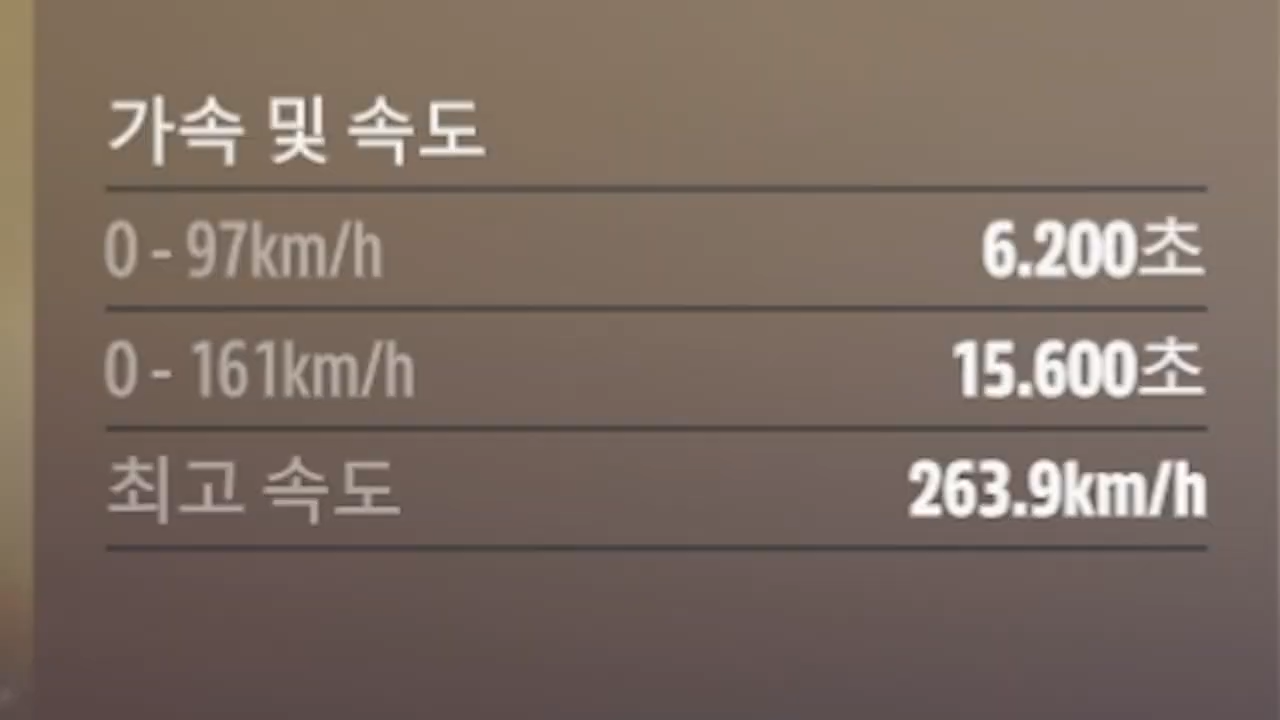 가속 및 속도
0 - 97km/h 6.200초
0 - 161km/h 15.600초
최고 속도 263.9km/h